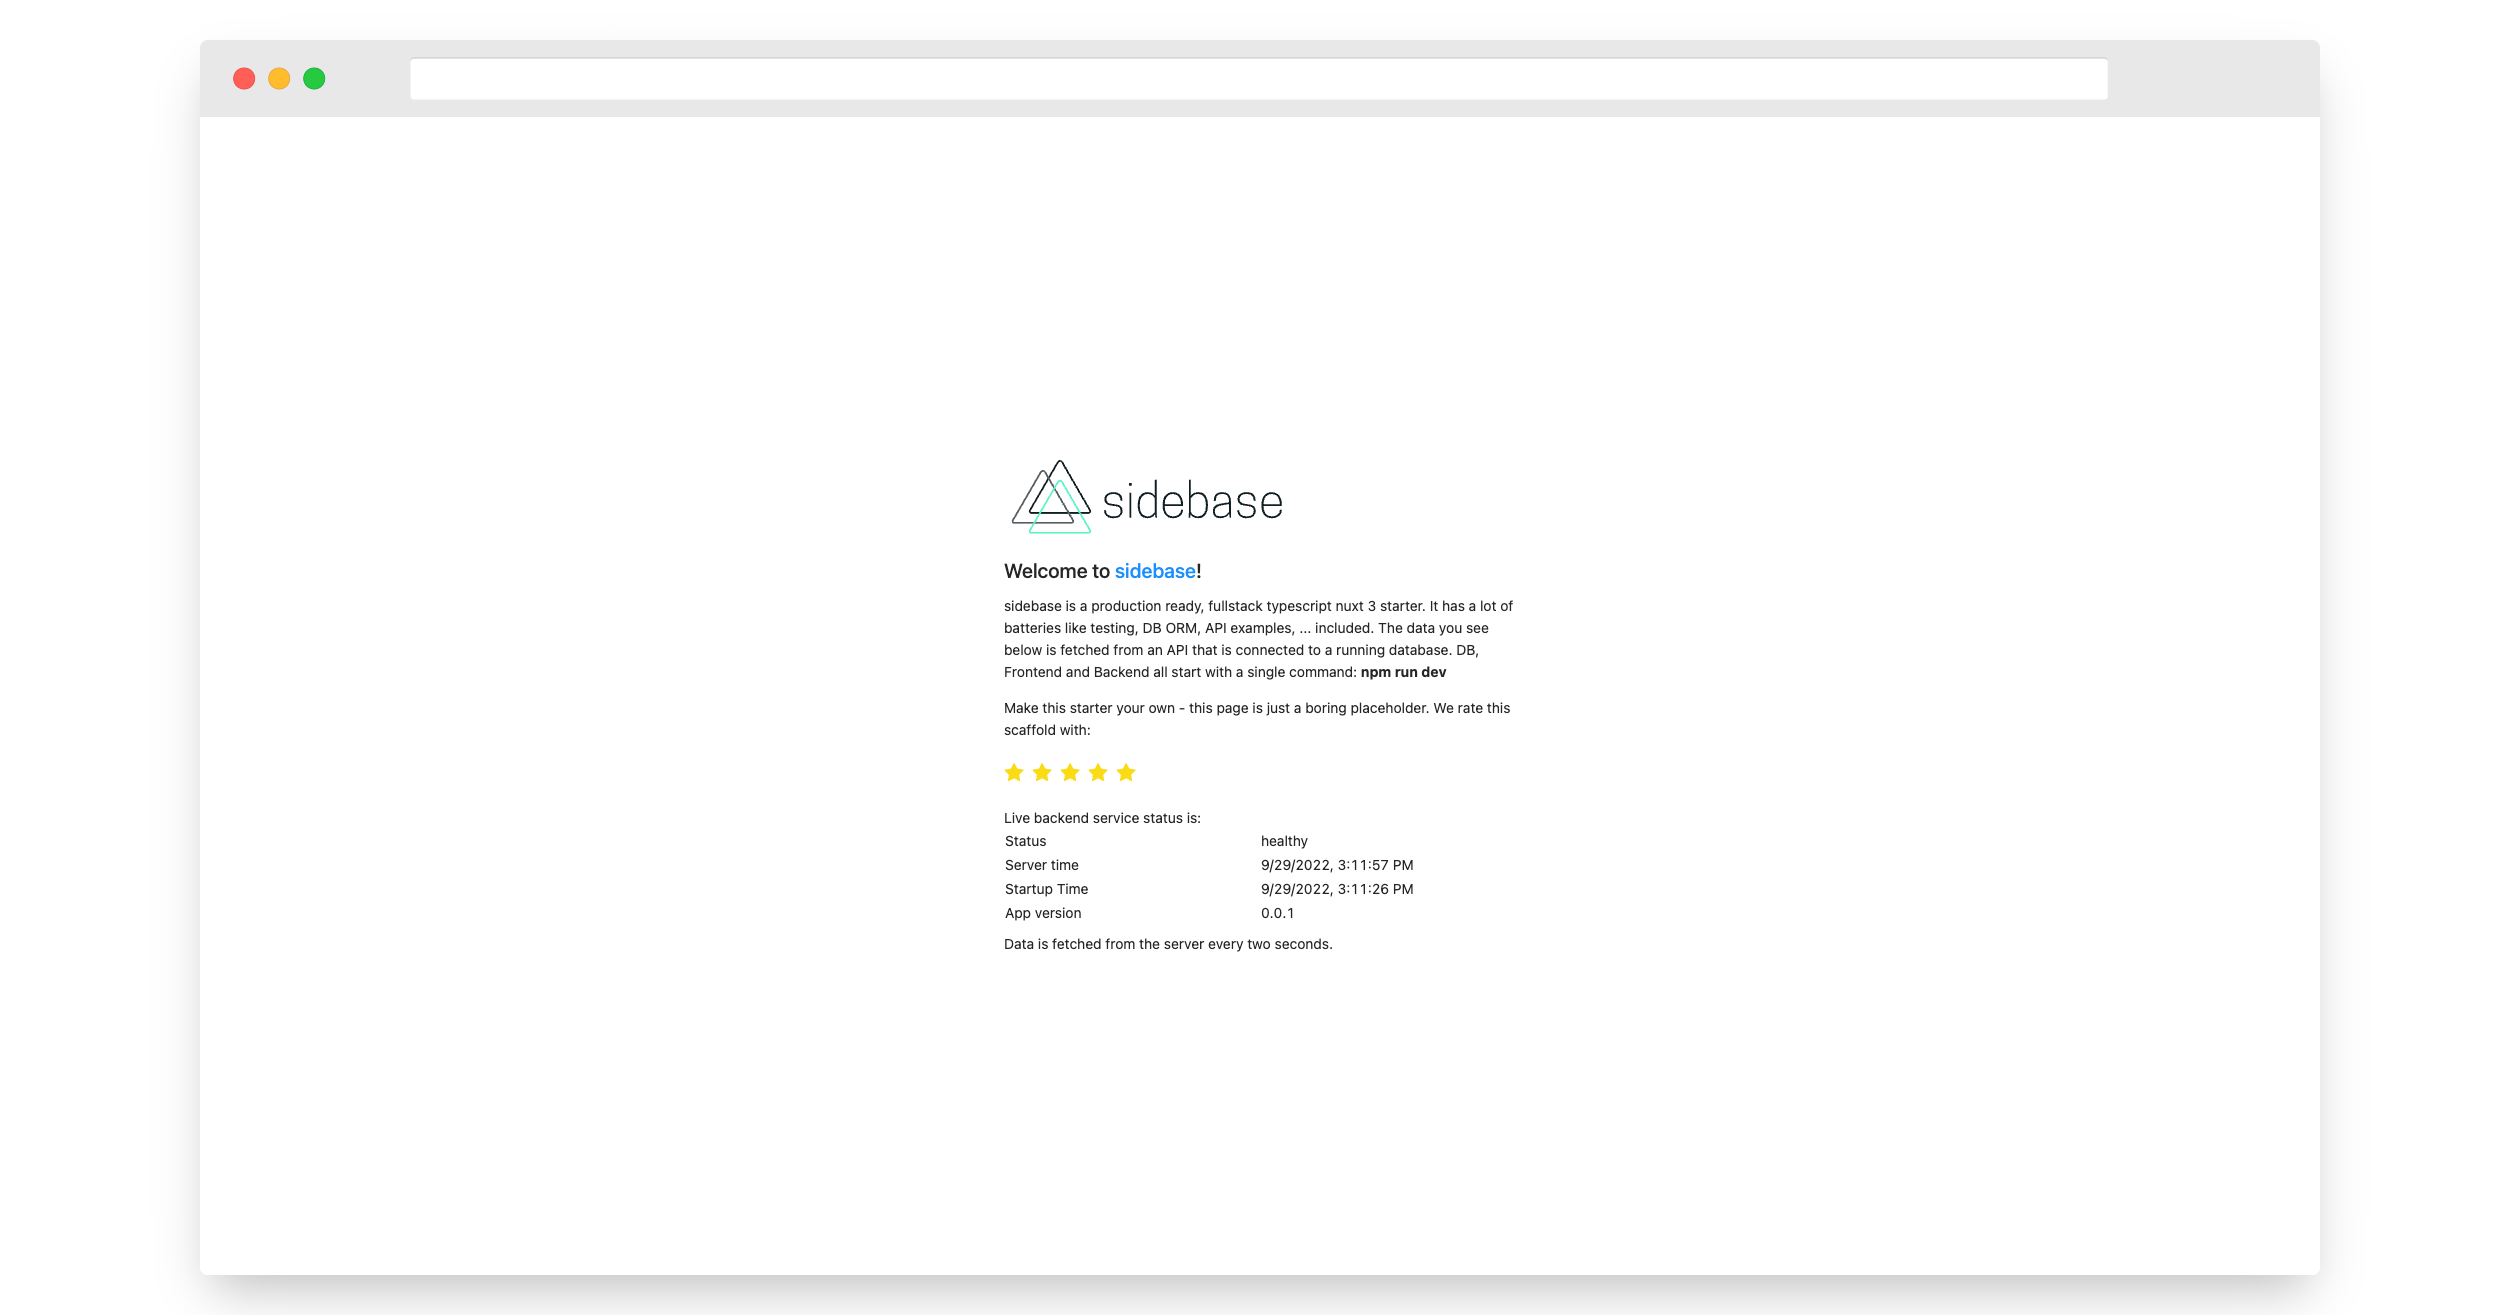 sidebase
Welcome to sidebase!
sidebase is a production ready, fullstack typescript nuxt 3 starter. It has a lot of
batteries like testing, DB ORM, API examples, ... included. The data you see
below is fetched from an API that is connected to a running database. DB,
Frontend and Backend all start with a single command: npm run dev
Make this starter your own - this page is just a boring placeholder. We rate this
scaffold with:
Live backend service status is:
Status healthy
Server time 9/29/2022, 3:11:57 PM
Startup Time 9/29/2022, 3:11:26 PM
App version 0.0.1
Data is fetched from the server every two seconds.